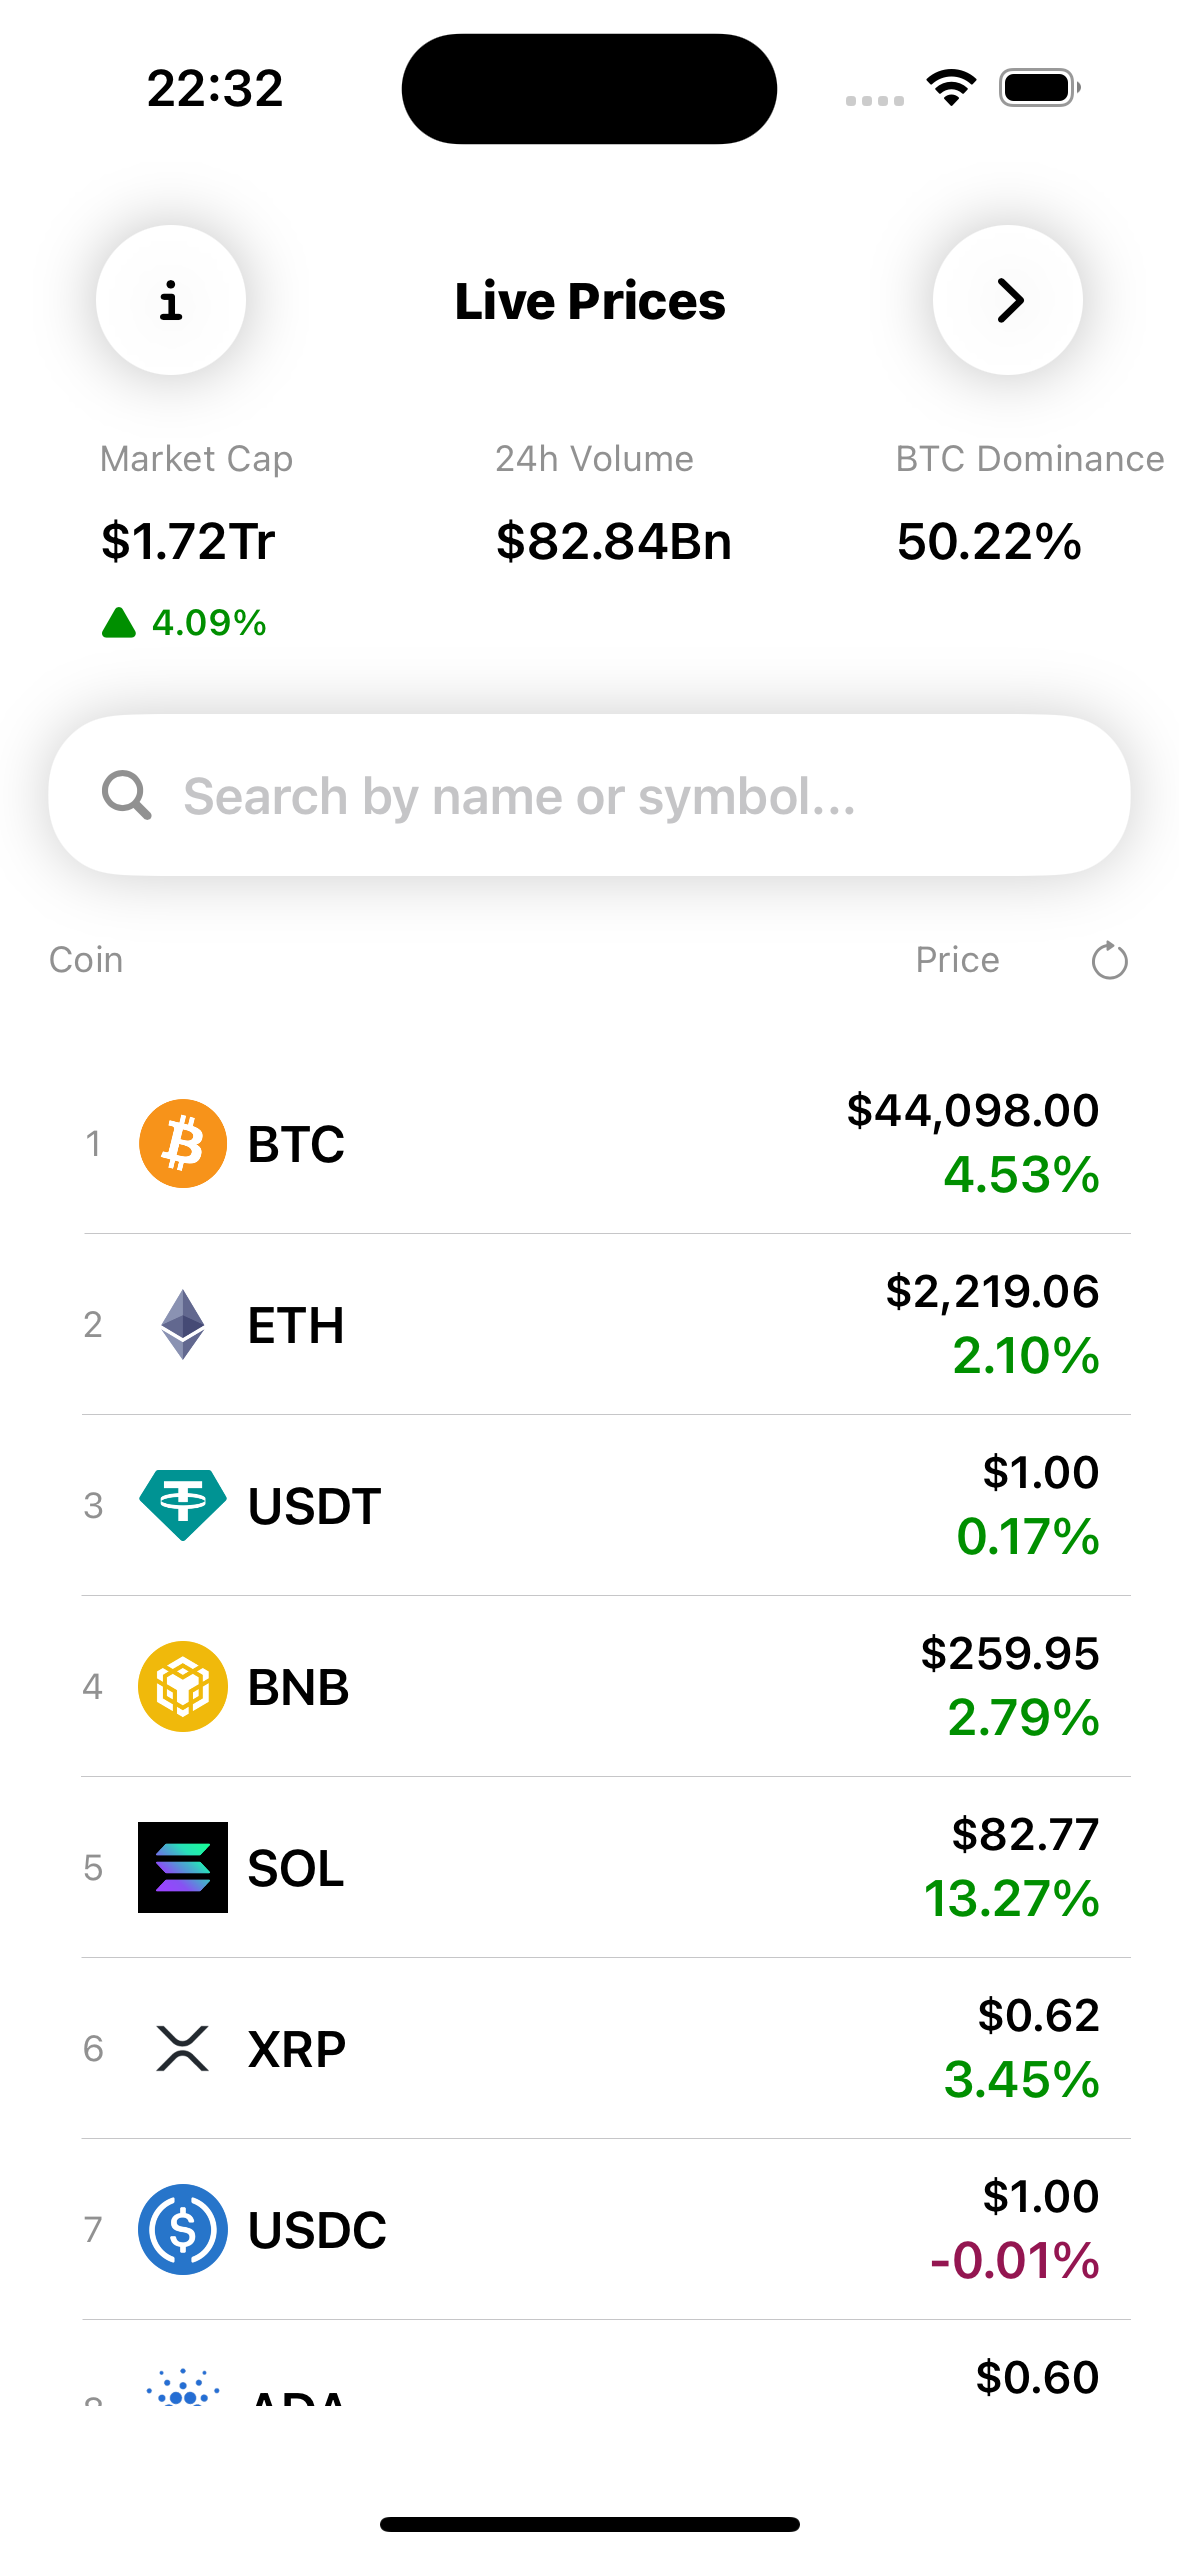 22:32
i
Live Prices
Market Cap
24h Volume
BTC Dominance
$1.72Tr
$82.84Bn
50.22%
4.09%
Search by name or symbol...
Coin
Price
1
BTC
$44,098.00
4.53%
2
ETH
$2,219.06
2.10%
3
USDT
$1.00
0.17%
4
BNB
$259.95
2.79%
5
SOL
$82.77
13.27%
6
XRP
$0.62
3.45%
7
USDC
$1.00
-0.01%
8
ADA
$0.60